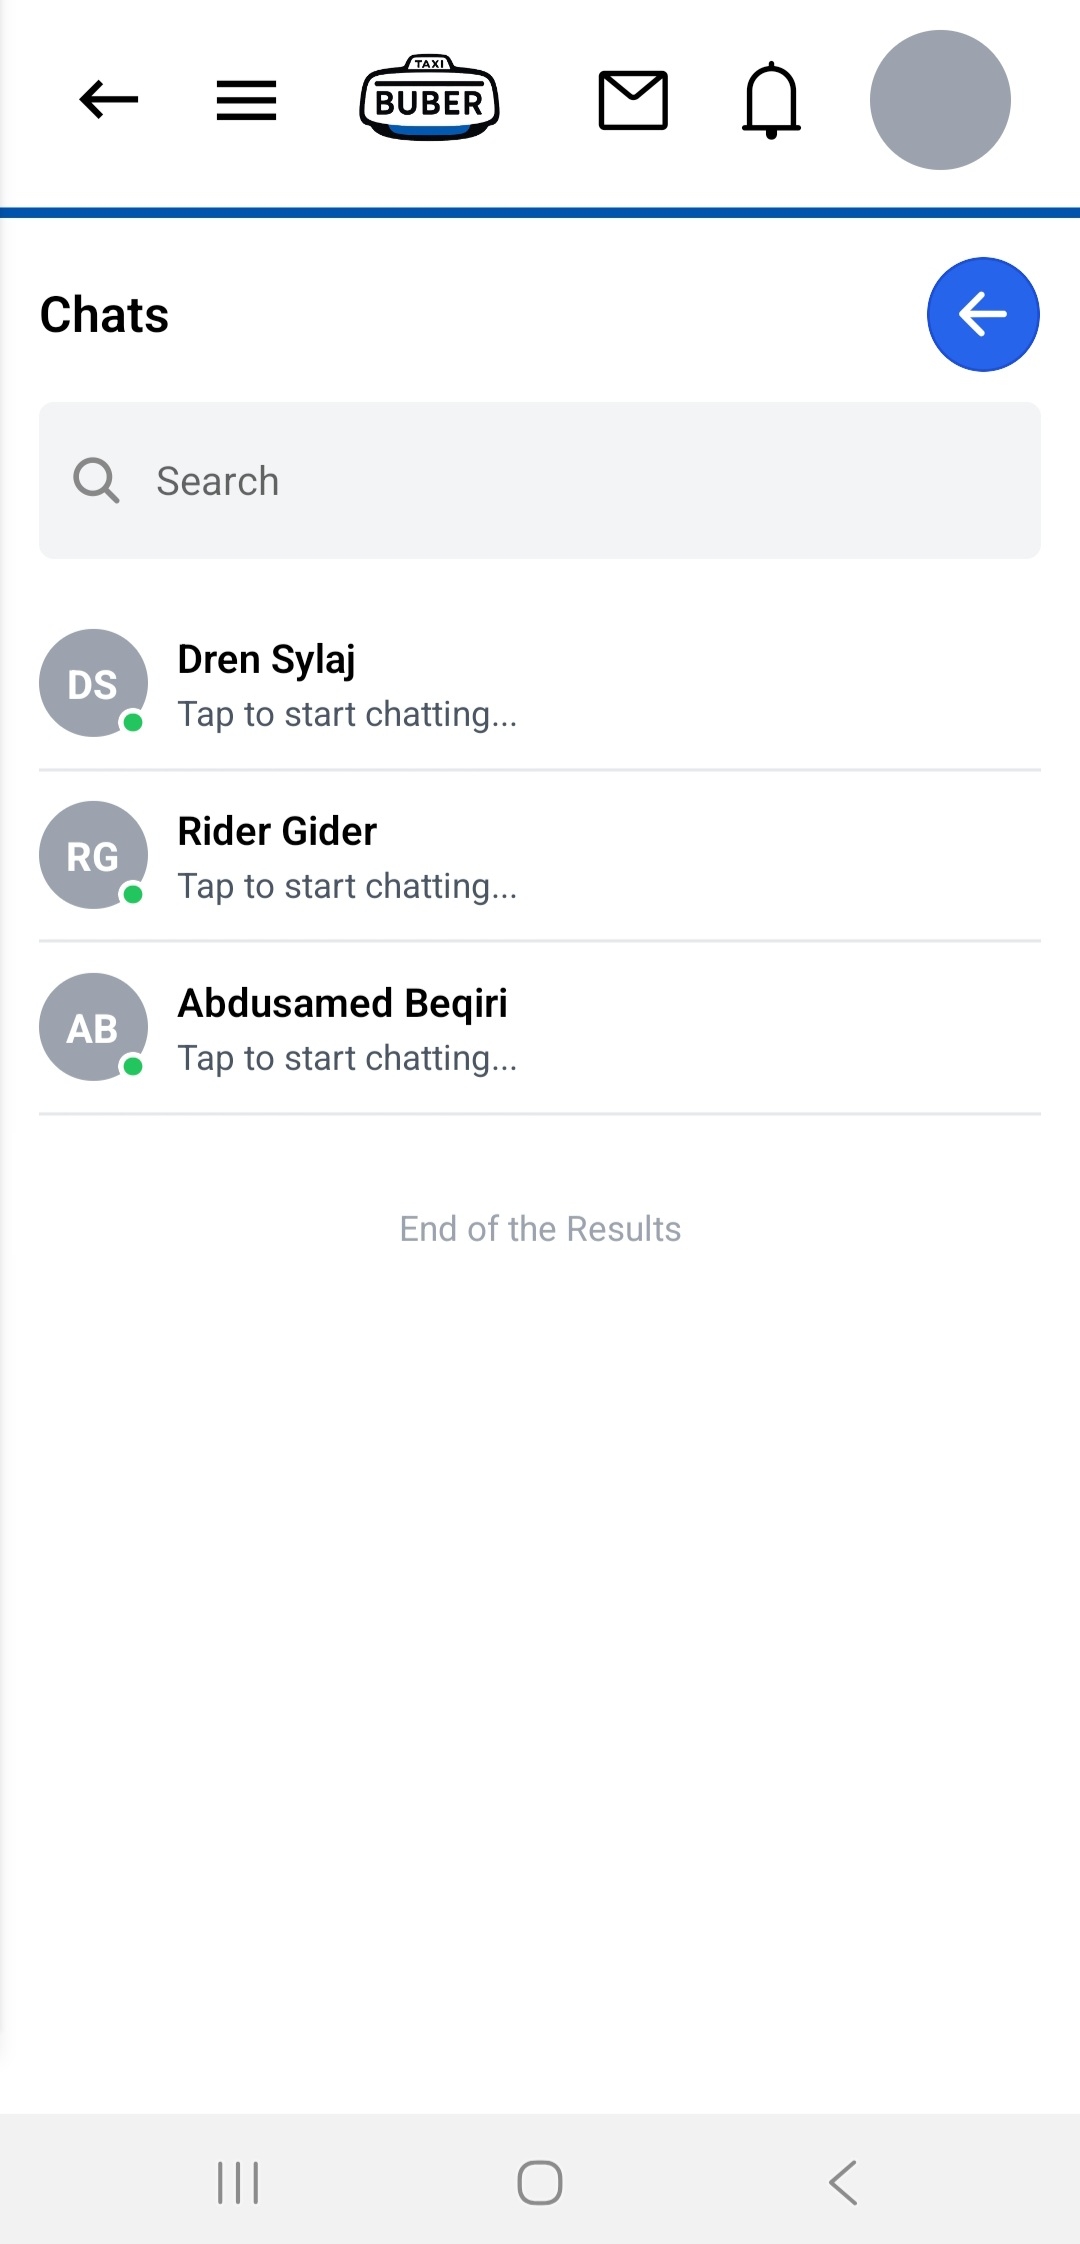 TAXI
BUBER
Chats
Search
DS
Dren Sylaj
Tap to start chatting...
RG
Rider Gider
Tap to start chatting...
AB
Abdusamed Beqiri
Tap to start chatting...
End of the Results